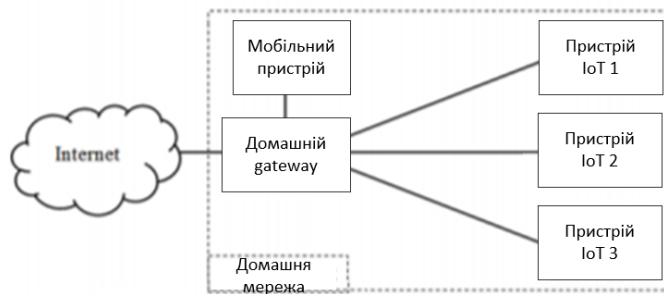 Мобільний
пристрій
Пристрій
IoT 1
Internet
Домашній
gateway
Пристрій
IoT 2
Пристрій
IoT 3
Домашня
мережа